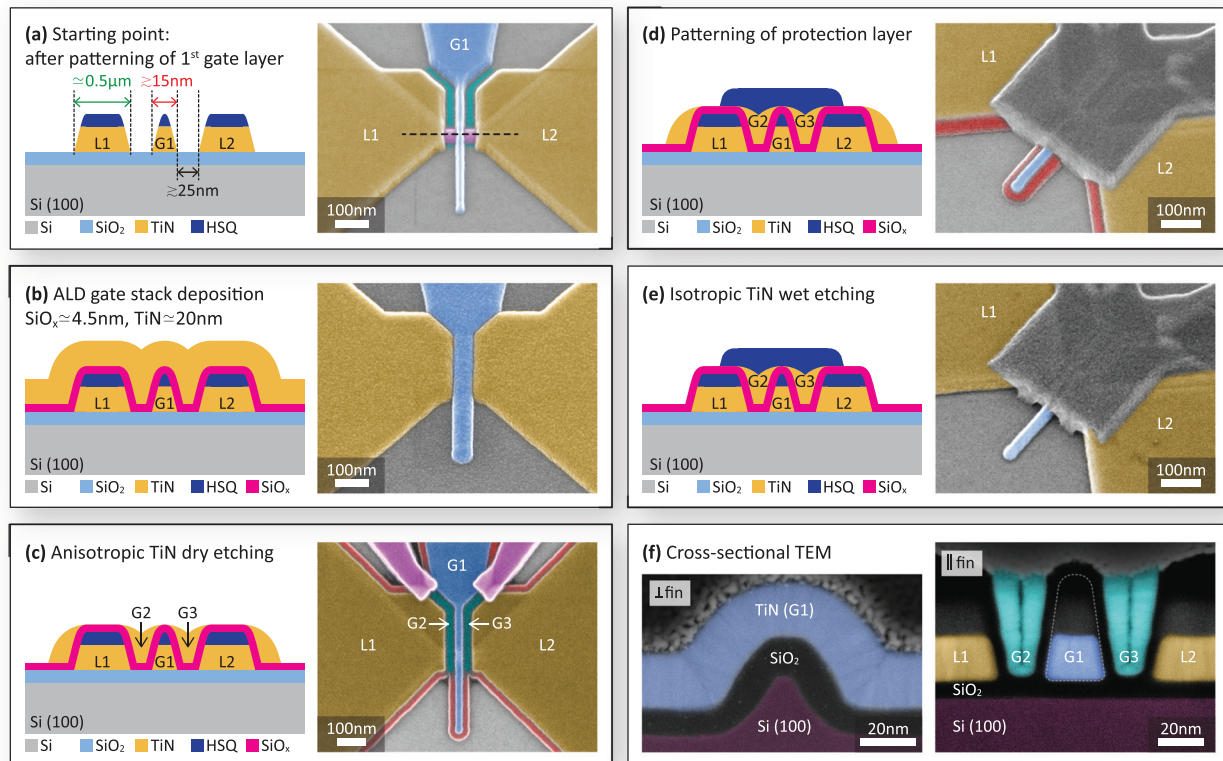 (a) Starting point:
after patterning of 1st gate layer
≃0.5μm
≳15nm
L1
G1
L2
≳25nm
Si (100)
Si SiO₂ TiN HSQ
G1
L1
L2
100nm
(b) ALD gate stack deposition
SiOₓ≃4.5nm, TiN≃20nm
L1
G1
L2
Si (100)
Si SiO₂ TiN HSQ SiOₓ
100nm
(c) Anisotropic TiN dry etching
G2
G3
L1
G1
L2
Si (100)
Si SiO₂ TiN HSQ SiOₓ
G1
G2
G3
L1
L2
100nm
(d) Patterning of protection layer
G2
G3
L1
G1
L2
Si (100)
Si SiO₂ TiN HSQ SiOₓ
L1
L2
100nm
(e) Isotropic TiN wet etching
G2
G3
L1
G1
L2
Si (100)
Si SiO₂ TiN HSQ SiOₓ
L1
L2
100nm
(f) Cross-sectional TEM
⊥fin
TiN (G1)
SiO₂
Si (100)
20nm
∥ fin
L1
G2
G1
G3
L2
SiO₂
Si (100)
20nm